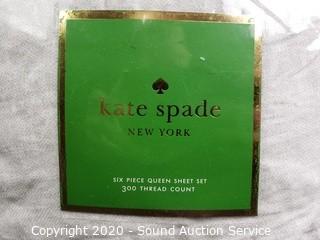 kate spade
NEW YORK
SIX PIECE QUEEN SHEET SET
300 THREAD COUNT
Copyright 2020 - Sound Auction Service